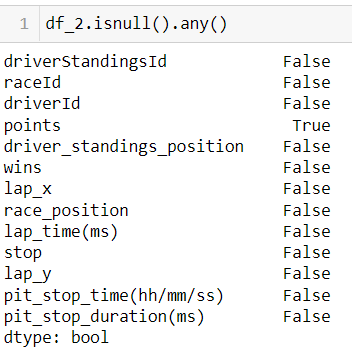 1 df_2.isnull().any()
driverStandingsId False
raceId False
driverId False
points True
driver_standings_position False
wins False
lap_x False
race_position False
lap_time(ms) False
stop False
lap_y False
pit_stop_time(hh/mm/ss) False
pit_stop_duration(ms) False
dtype: bool